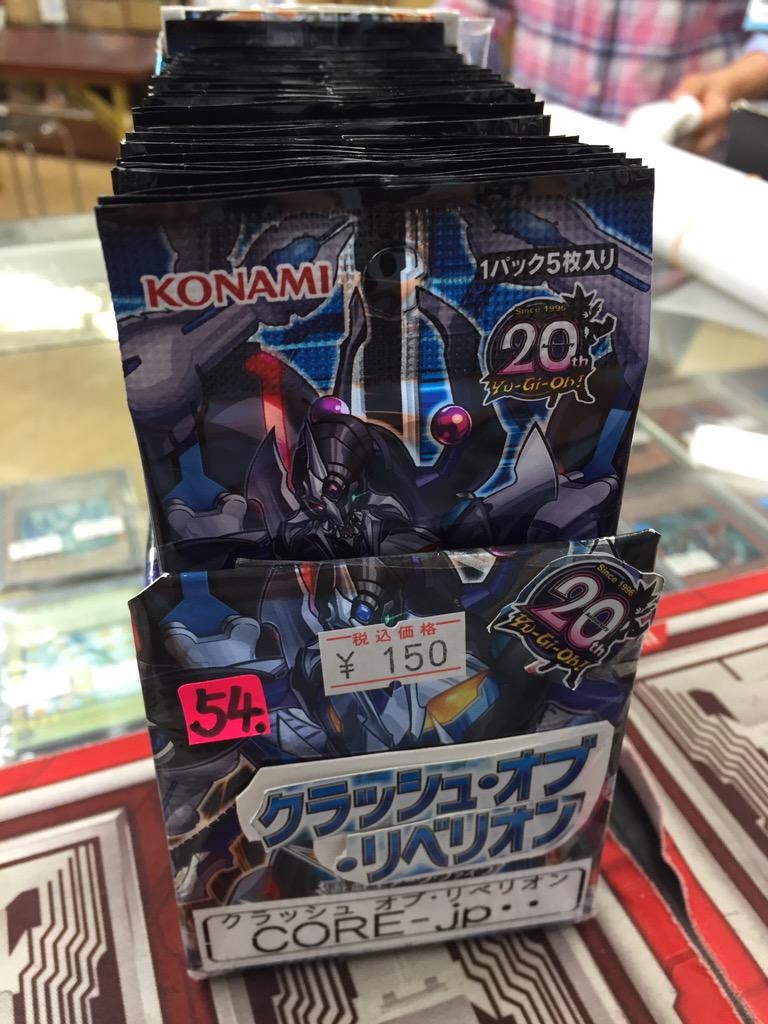 KONAMI
1パック5枚入り
Since 1996
20th
Yu-Gi-Oh!
Since 1996
20th
Yu-Gi-Oh!
税込価格
¥ 150
54.
クラッシュ・オブ
・リベリオン
クラッシュ オブ・リベリオン
CORE-jp・・